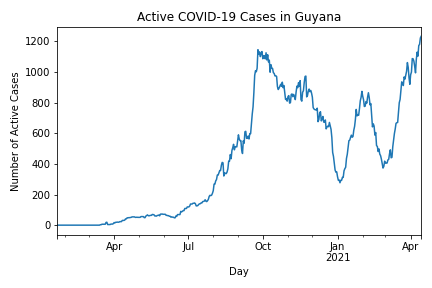 Active COVID-19 Cases in Guyana
Number of Active Cases
1200
1000
800
600
400
200
0
Apr Jul Oct Jan Apr
2021
Day